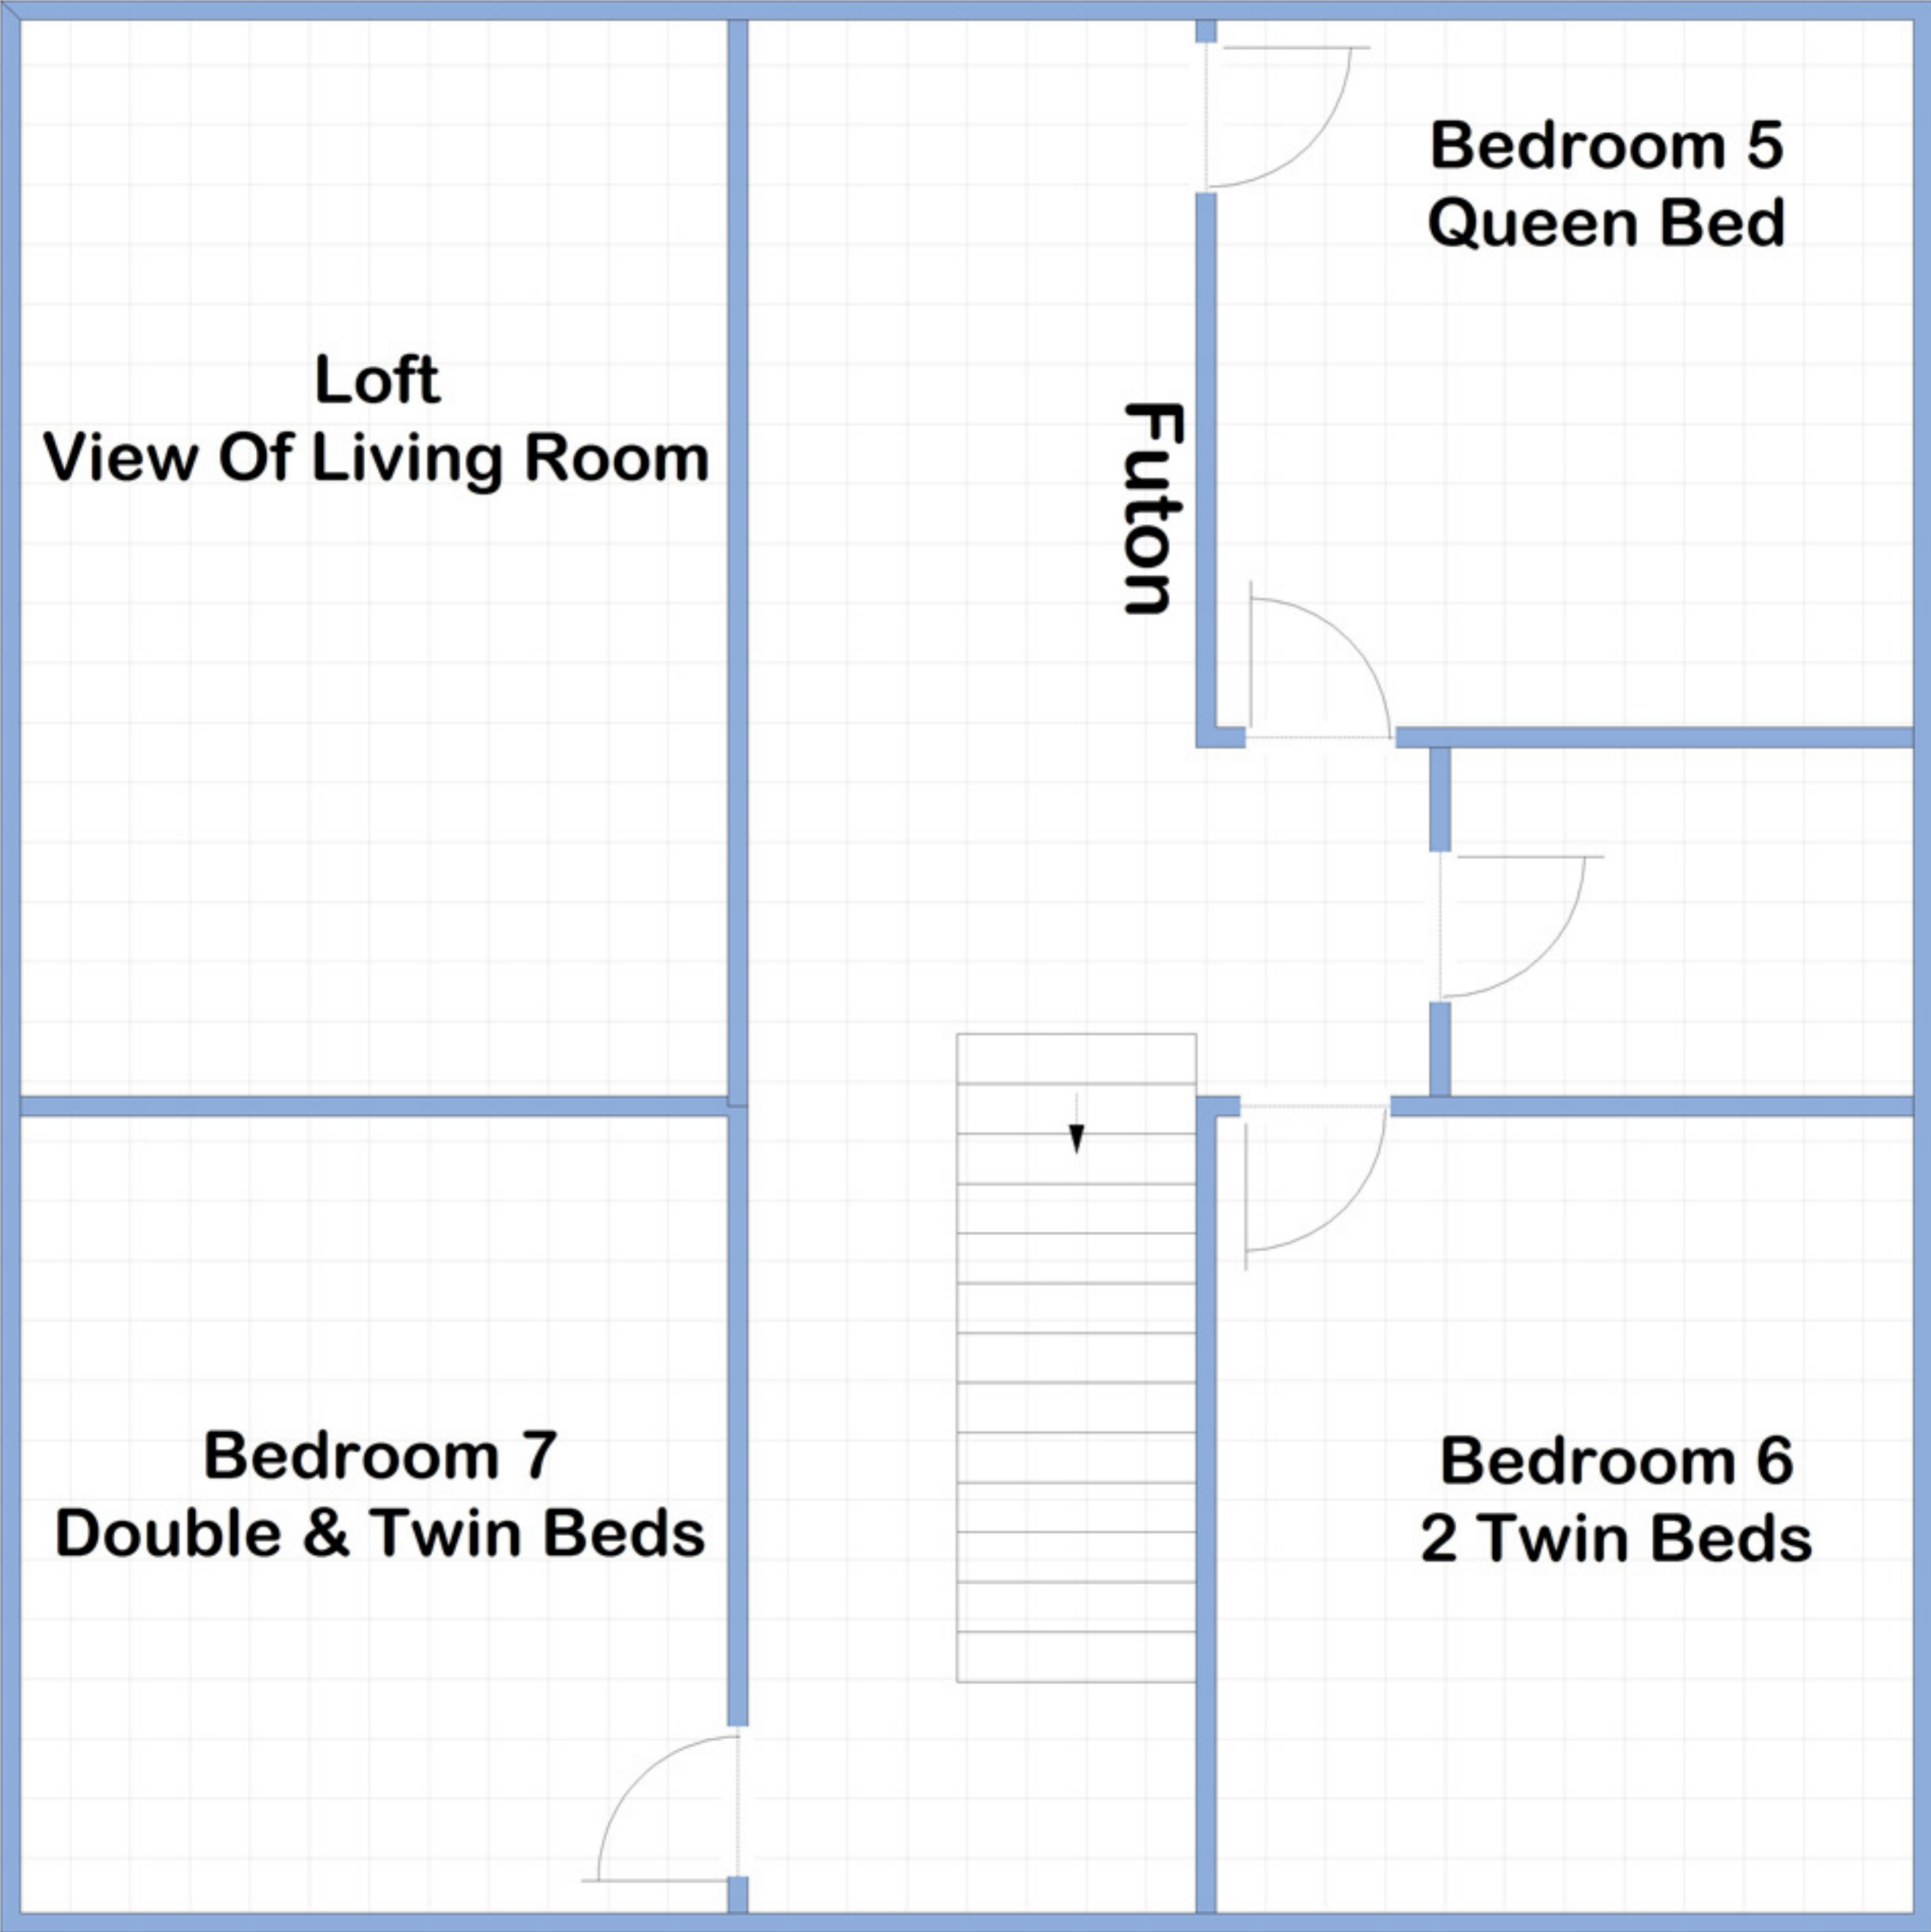 Bedroom 5
Queen Bed
Loft
View Of Living Room
Futon
Bedroom 7
Double & Twin Beds
Bedroom 6
2 Twin Beds